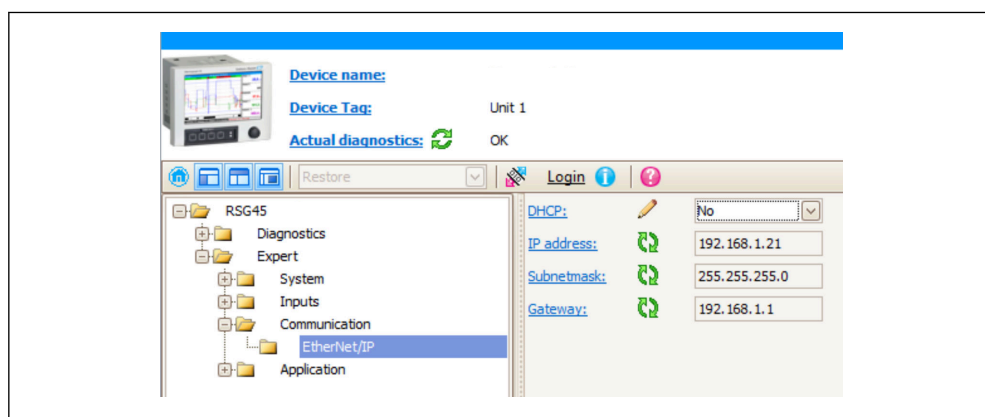 Device name:
Device Tag: Unit 1
Actual diagnostics: OK
Restore Login
RSG45
Diagnostics
Expert
System
Inputs
Communication
EtherNet/IP
Application
DHCP: No
IP address: 192.168.1.21
Subnetmask: 255.255.255.0
Gateway: 192.168.1.1